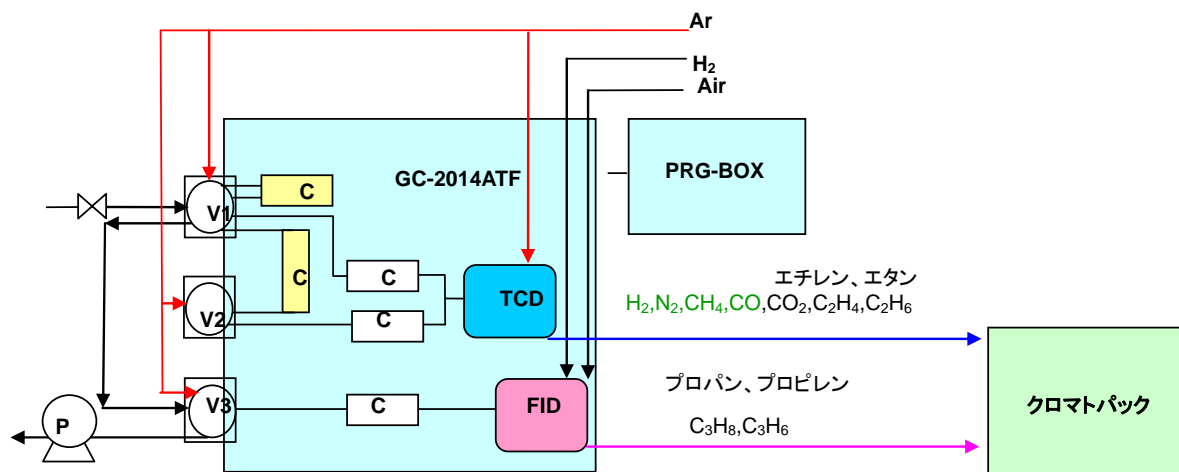 Ar
H₂
Air
GC-2014ATF
PRG-BOX
C
V1
C
C
TCD
エチレン、エタン
H₂,N₂,CH₄,CO,CO₂,C₂H₄,C₂H₆
V2
C
プロパン、プロピレン
V3
C
FID
クロマトパック
P
C₃H₈,C₃H₆